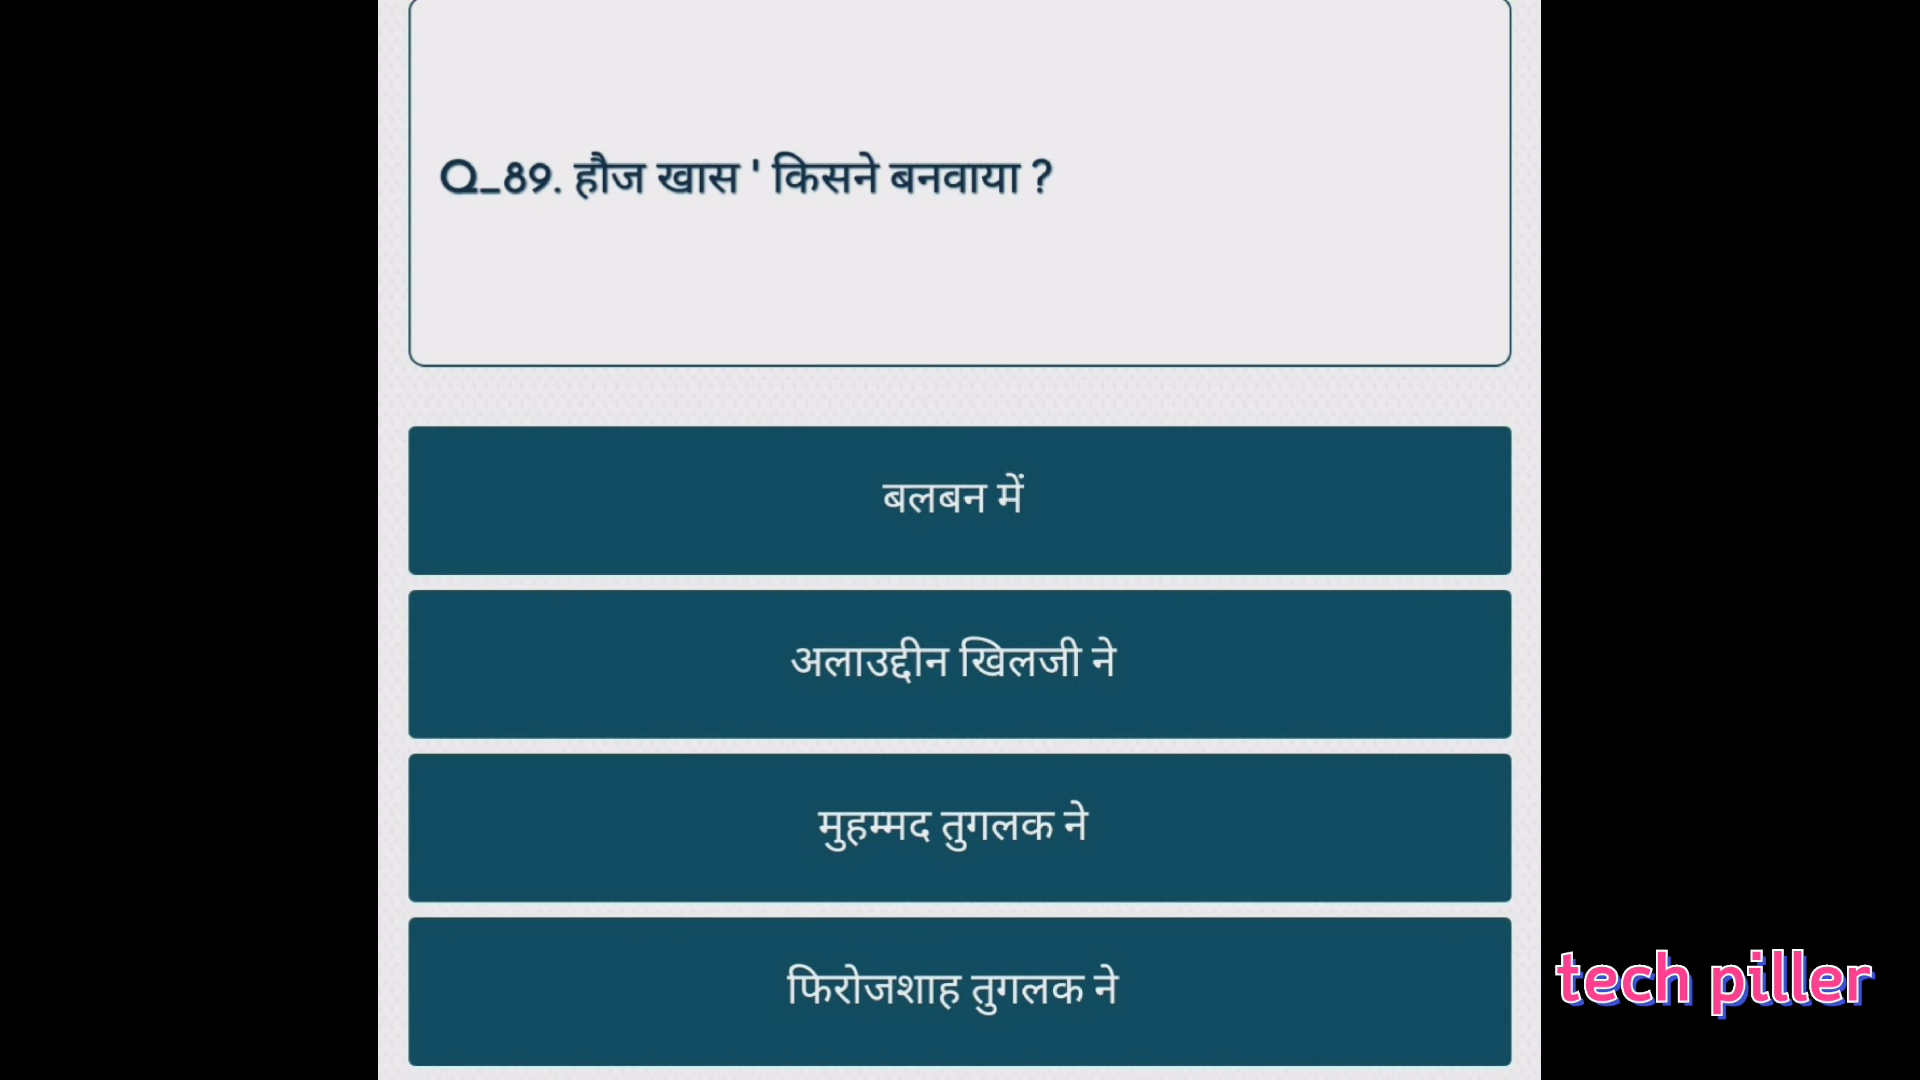 Q_89. हौज खास ' किसने बनवाया ?
बलबन में
अलाउद्दीन खिलजी ने
मुहम्मद तुगलक ने
फिरोजशाह तुगलक ने
tech piller